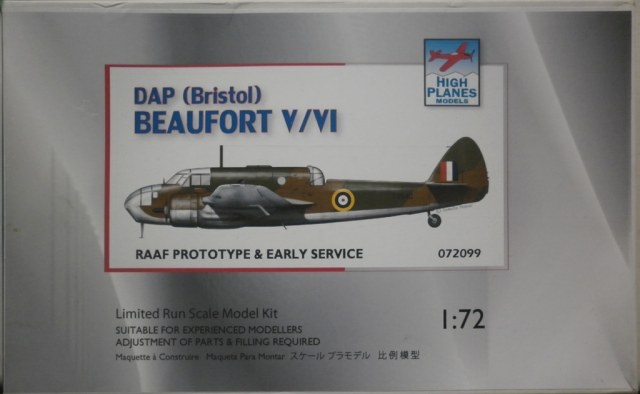 HIGH
PLANES
MODELS
DAP (Bristol)
BEAUFORT V/VI
RAAF PROTOTYPE & EARLY SERVICE
072099
Limited Run Scale Model Kit
1:72
SUITABLE FOR EXPERIENCED MODELLERS
ADJUSTMENT OF PARTS & FILLING REQUIRED
Maquette à Construire Maqueta Para Montar スケール プラモデル 比例模型